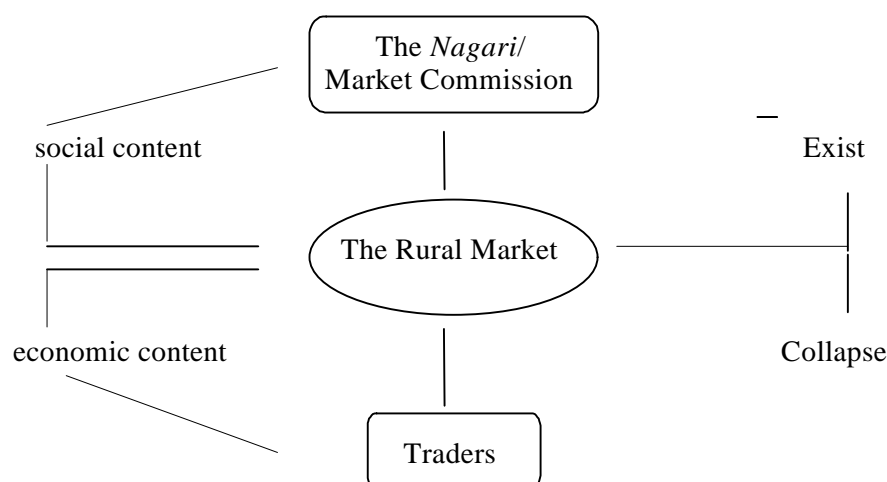 The Nagari/
Market Commission
social content
Exist
The Rural Market
economic content
Collapse
Traders